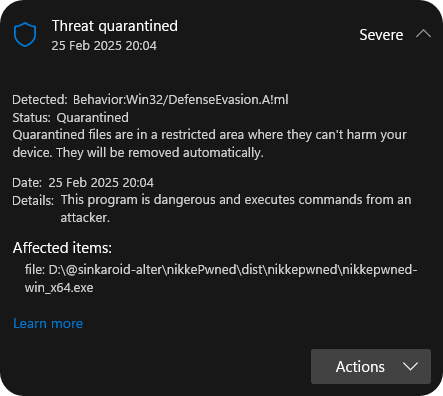 Threat quarantined
25 Feb 2025 20:04
Severe
Detected: Behavior:Win32/DefenseEvasion.A!ml
Status: Quarantined
Quarantined files are in a restricted area where they can't harm your
device. They will be removed automatically.
Date: 25 Feb 2025 20:04
Details: This program is dangerous and executes commands from an
attacker.
Affected items:
file: D:\@sinkaroid-alter\nikkePwned\dist\nikkepwned\nikkepwned-
win_x64.exe
Learn more
Actions